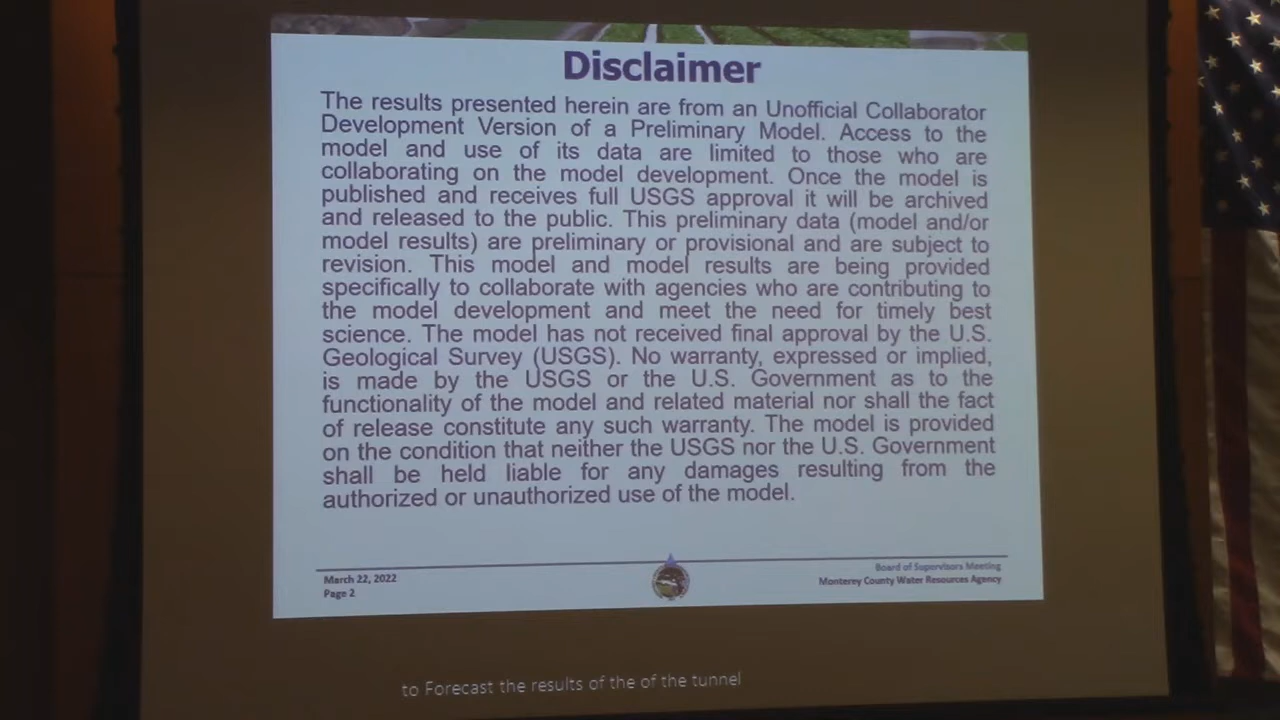 Disclaimer
The results presented herein are from an Unofficial Collaborator
Development Version of a Preliminary Model. Access to the
model and use of its data are limited to those who are
collaborating on the model development. Once the model is
published and receives full USGS approval it will be archived
and released to the public. This preliminary data (model and/or
model results) are preliminary or provisional and are subject to
revision. This model and model results are being provided
specifically to collaborate with agencies who are contributing to
the model development and meet the need for timely best
science. The model has not received final approval by the U.S.
Geological Survey (USGS). No warranty, expressed or implied,
is made by the USGS or the U.S. Government as to the
functionality of the model and related material nor shall the fact
of release constitute any such warranty. The model is provided
on the condition that neither the USGS nor the U.S. Government
shall be held liable for any damages resulting from the
authorized or unauthorized use of the model.
March 22, 2022
Page 2
Board of Supervisors Meeting
Monterey County Water Resources Agency
to Forecast the results of the of the tunnel